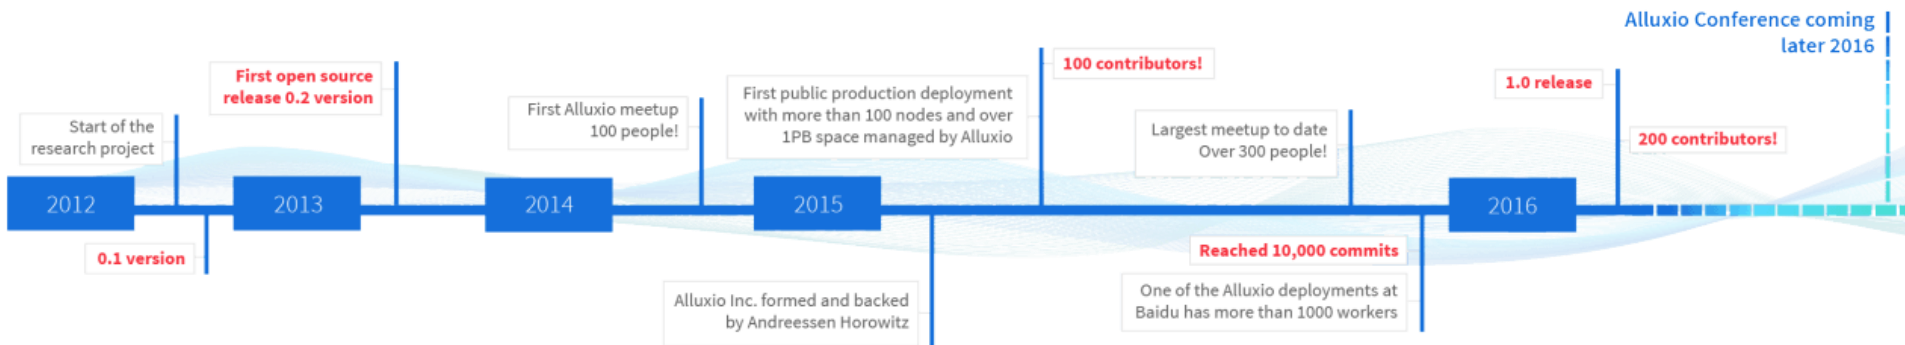 Alluxio Conference coming
later 2016
First open source
release 0.2 version
100 contributors!
1.0 release
First Alluxio meetup
100 people!
First public production deployment
with more than 100 nodes and over
1PB space managed by Alluxio
Start of the
research project
Largest meetup to date
Over 300 people!
200 contributors!
2012
2013
2014
2015
2016
0.1 version
Reached 10,000 commits
Alluxio Inc. formed and backed
by Andreessen Horowitz
One of the Alluxio deployments at
Baidu has more than 1000 workers